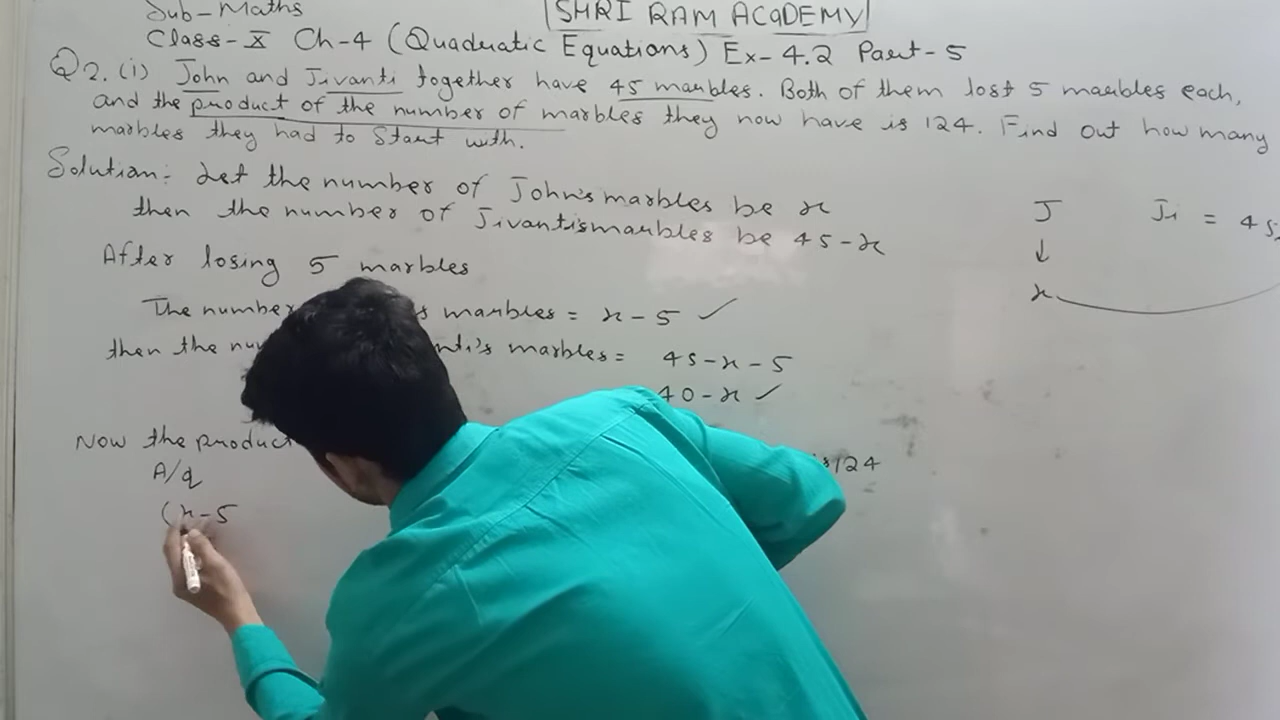 Sub-Maths
SHRI RAM ACADEMY
Class-X Ch-4 (Quadratic Equations) Ex-4.2 Part-5
Q2.(i) John and Jivanti together have 45 marbles. Both of them lost 5 marbles each,
and the product of the number of marbles they now have is 124. Find out how many
marbles they had to start with.
Solution:- Let the number of John's marbles be x
then the number of Jivantis marbles be 45-x
J Ji = 45
↓
x
After losing 5 marbles
The number marbles = x-5 ✓
then the marbles = 45-x-5
40-x ✓
Now the product 124
A/q
(x-5